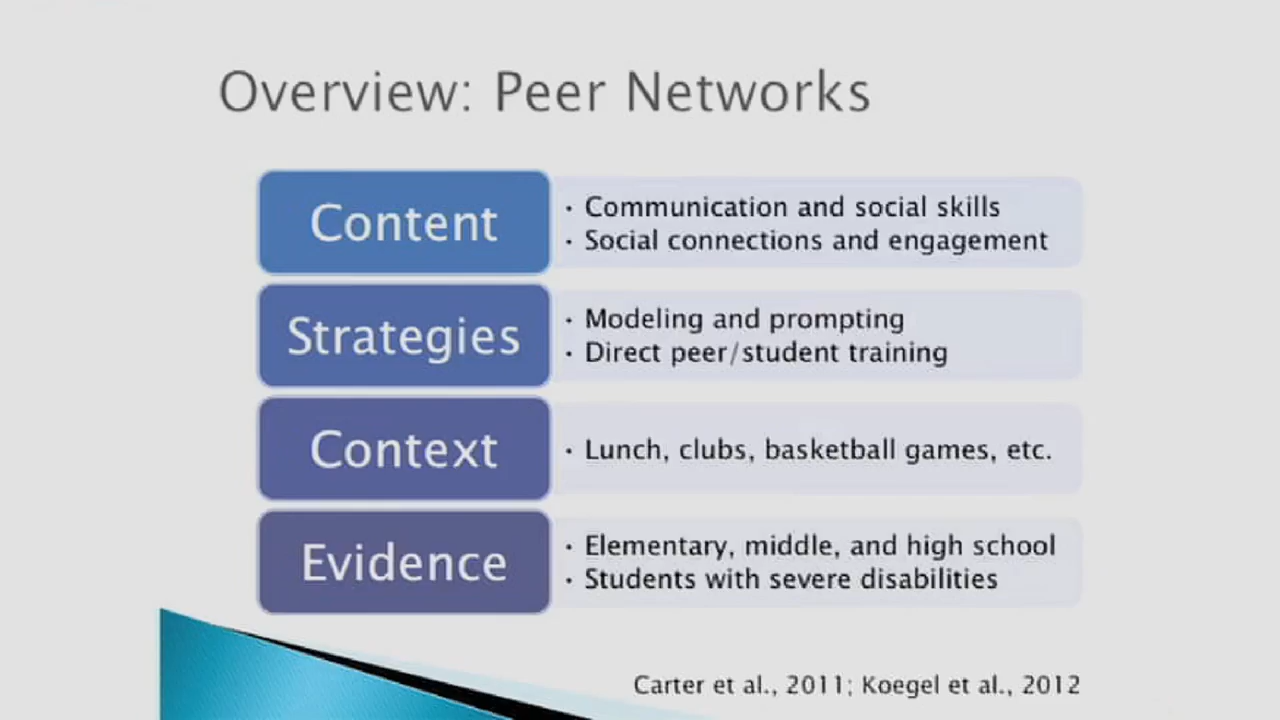 Overview: Peer Networks
Content
· Communication and social skills
· Social connections and engagement
Strategies
· Modeling and prompting
· Direct peer/student training
Context
· Lunch, clubs, basketball games, etc.
Evidence
· Elementary, middle, and high school
· Students with severe disabilities
Carter et al., 2011; Koegel et al., 2012